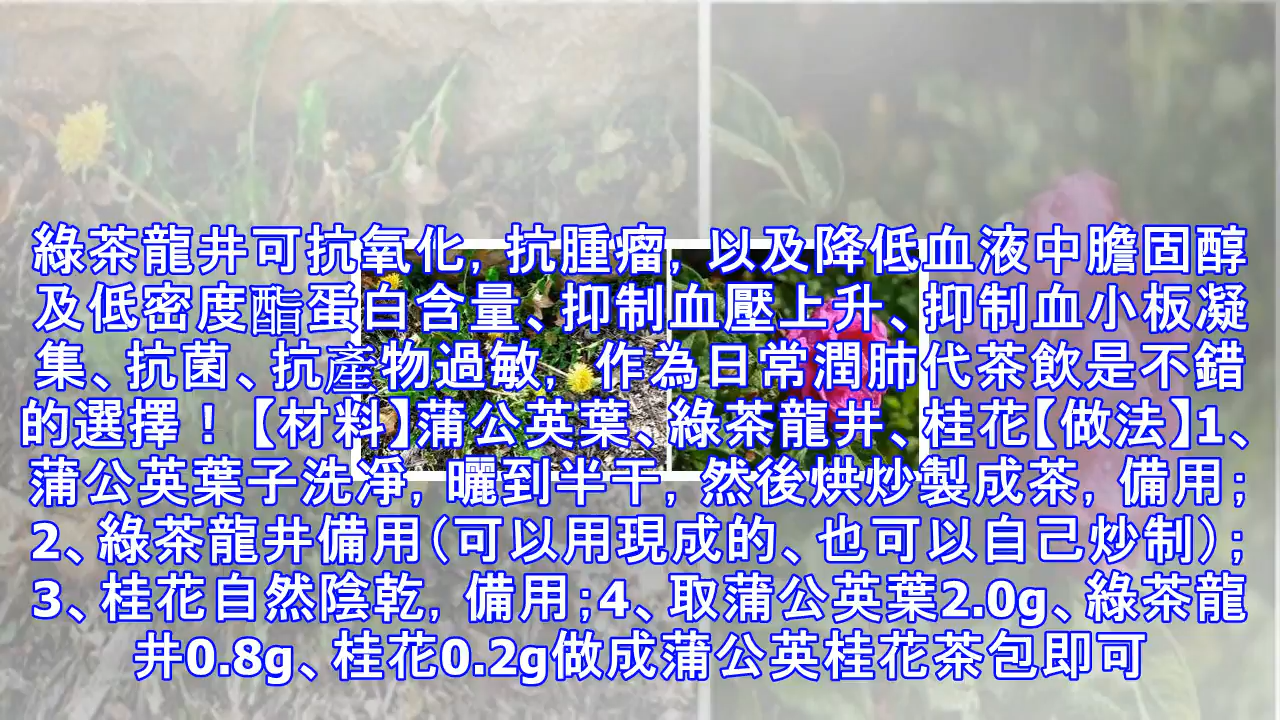 綠茶龍井可抗氧化, 抗腫瘤, 以及降低血液中膽固醇
及低密度酯蛋白含量、抑制血壓上升、抑制血小板凝
集、抗菌、抗產物過敏, 作為日常潤肺代茶飲是不錯
的選擇！【材料】蒲公英葉、綠茶龍井、桂花【做法】1、
蒲公英葉子洗淨, 曬到半干, 然後烘炒製成茶, 備用;
2、綠茶龍井備用(可以用現成的、也可以自己炒制);
3、桂花自然陰乾, 備用;4、取蒲公英葉2.0g、綠茶龍
井0.8g、桂花0.2g做成蒲公英桂花茶包即可